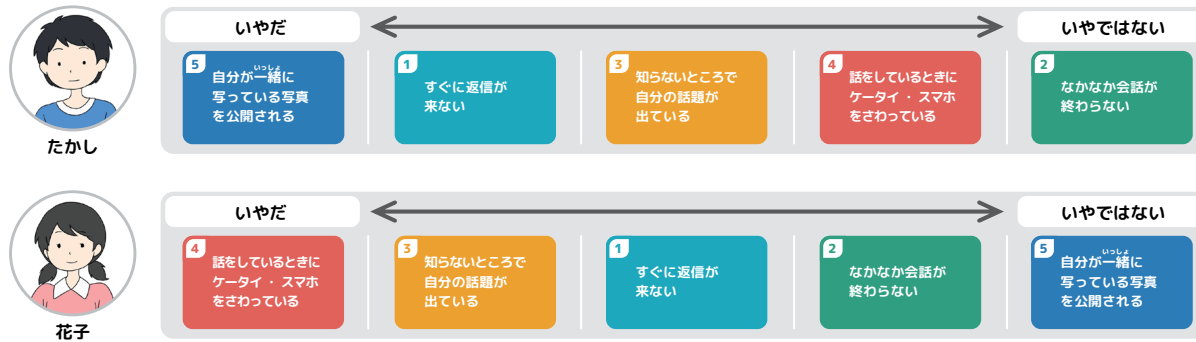 いやだ
いやではない
5
いっしょ
自分が一緒に
写っている写真
を公開される
1
すぐに返信が
来ない
3
知らないところで
自分の話題が
出ている
4
話をしているときに
ケータイ・スマホ
をさわっている
2
なかなか会話が
終わらない
たかし
いやだ
いやではない
4
話をしているときに
ケータイ・スマホ
をさわっている
3
知らないところで
自分の話題が
出ている
1
すぐに返信が
来ない
2
なかなか会話が
終わらない
5
いっしょ
自分が一緒に
写っている写真
を公開される
花子